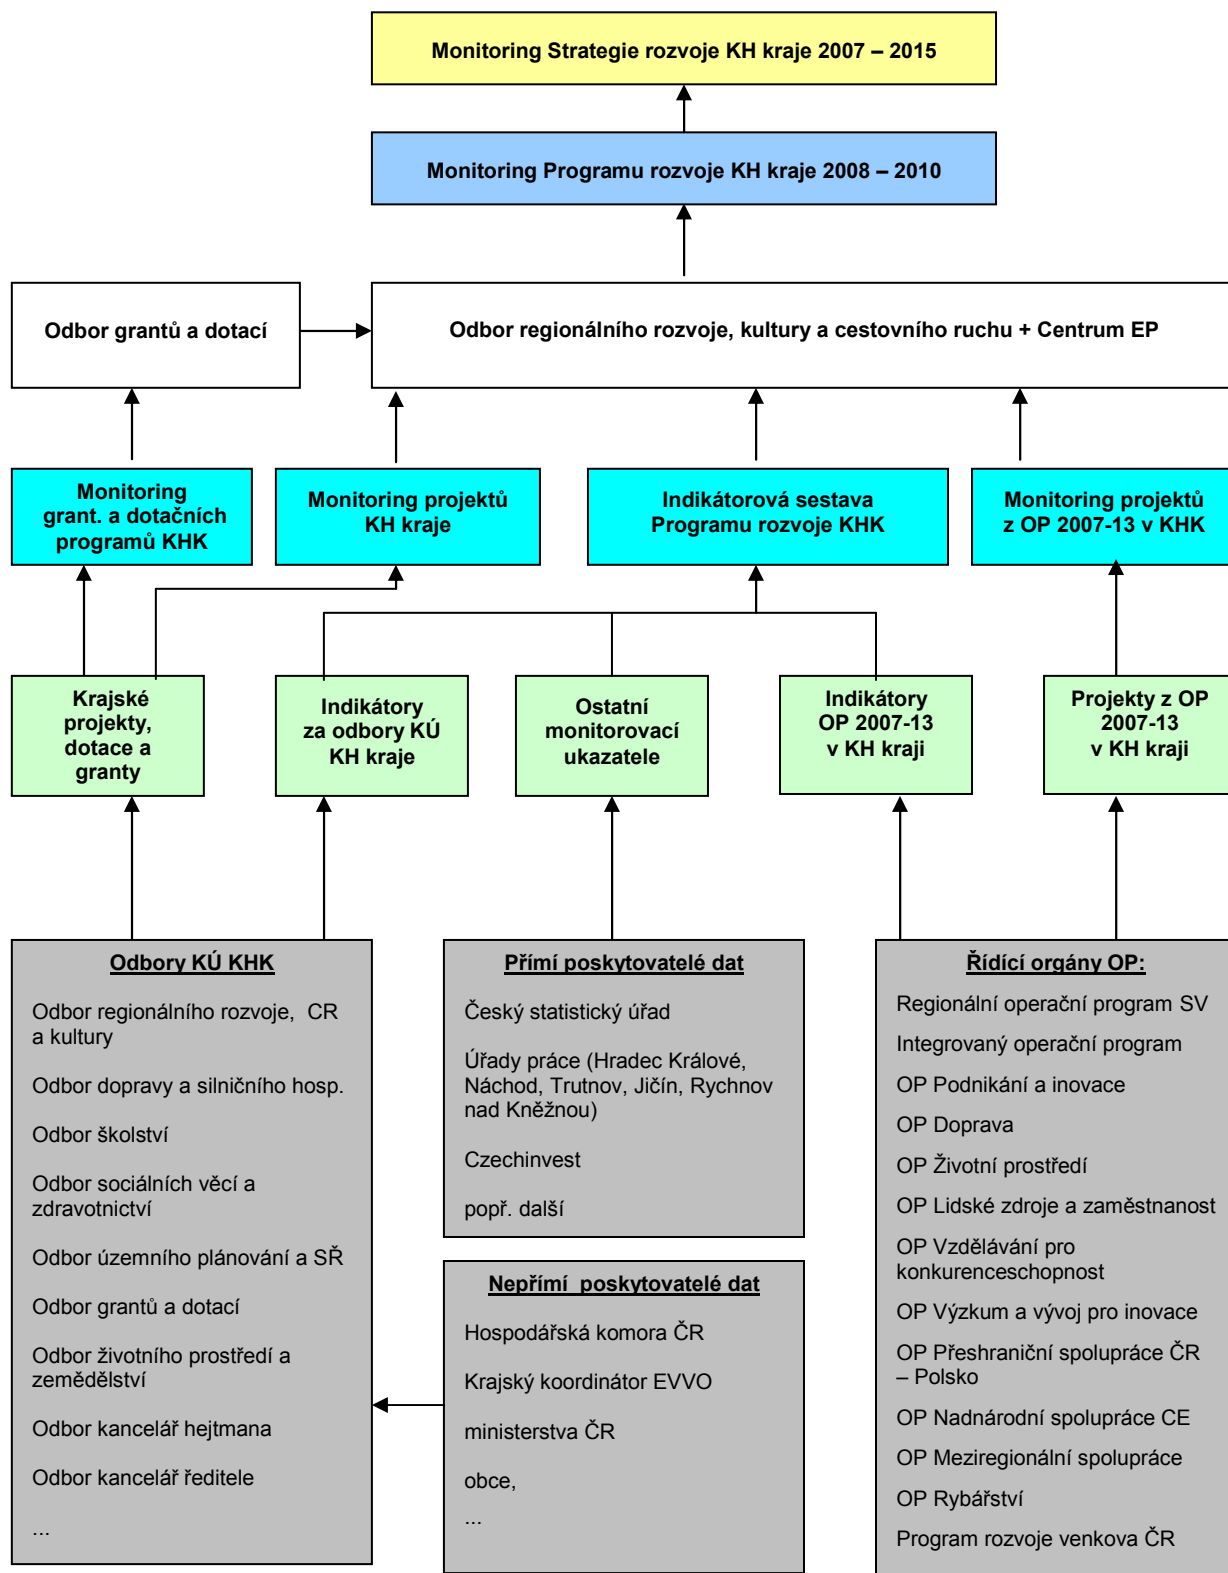 Monitoring Strategie rozvoje KH kraje 2007 – 2015
Monitoring Programu rozvoje KH kraje 2008 – 2010
Odbor grantů a dotací
Odbor regionálního rozvoje, kultury a cestovního ruchu + Centrum EP
Monitoring
grant. a dotačních
programů KHK
Monitoring projektů
KH kraje
Indikátorová sestava
Programu rozvoje KHK
Monitoring projektů
z OP 2007-13 v KHK
Krajské
projekty,
dotace a
granty
Indikátory
za odbory KÚ
KH kraje
Ostatní
monitorovací
ukazatele
Indikátory
OP 2007-13
v KH kraji
Projekty z OP
2007-13
v KH kraji
Odbory KÚ KHK
Odbor regionálního rozvoje, CR
a kultury
Odbor dopravy a silničního hosp.
Odbor školství
Odbor sociálních věcí a
zdravotnictví
Odbor územního plánování a SŘ
Odbor grantů a dotací
Odbor životního prostředí a
zemědělství
Odbor kancelář hejtmana
Odbor kancelář ředitele
...
Přímí poskytovatelé dat
Český statistický úřad
Úřady práce (Hradec Králové,
Náchod, Trutnov, Jičín, Rychnov
nad Kněžnou)
Czechinvest
popř. další
Nepřímí poskytovatelé dat
Hospodářská komora ČR
Krajský koordinátor EVVO
ministerstva ČR
obce,
...
Řídící orgány OP:
Regionální operační program SV
Integrovaný operační program
OP Podnikání a inovace
OP Doprava
OP Životní prostředí
OP Lidské zdroje a zaměstnanost
OP Vzdělávání pro
konkurenceschopnost
OP Výzkum a vývoj pro inovace
OP Přeshraniční spolupráce ČR
– Polsko
OP Nadnárodní spolupráce CE
OP Meziregionální spolupráce
OP Rybářství
Program rozvoje venkova ČR